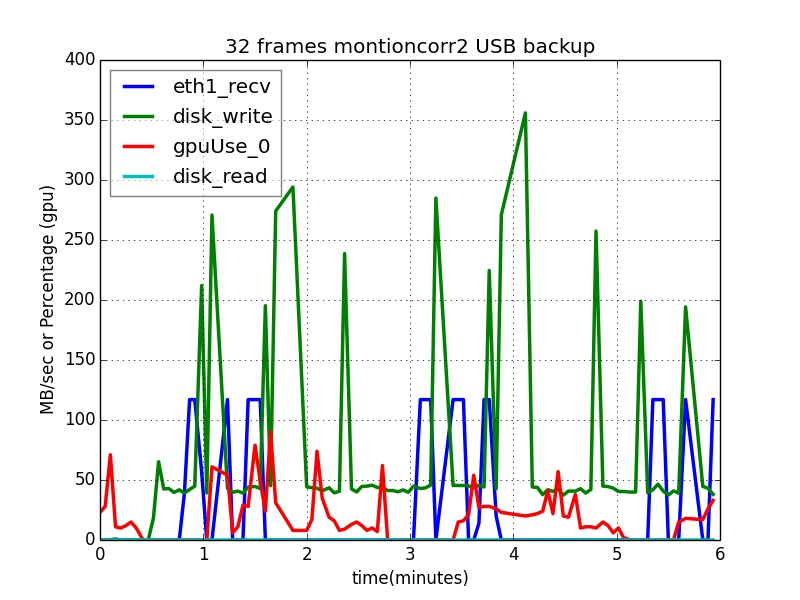 32 frames montioncorr2 USB backup
400
350
300
250
200
150
100
50
0
eth1_recv
disk_write
gpuUse_0
disk_read
MB/sec or Percentage (gpu)
0 1 2 3 4 5 6
time(minutes)